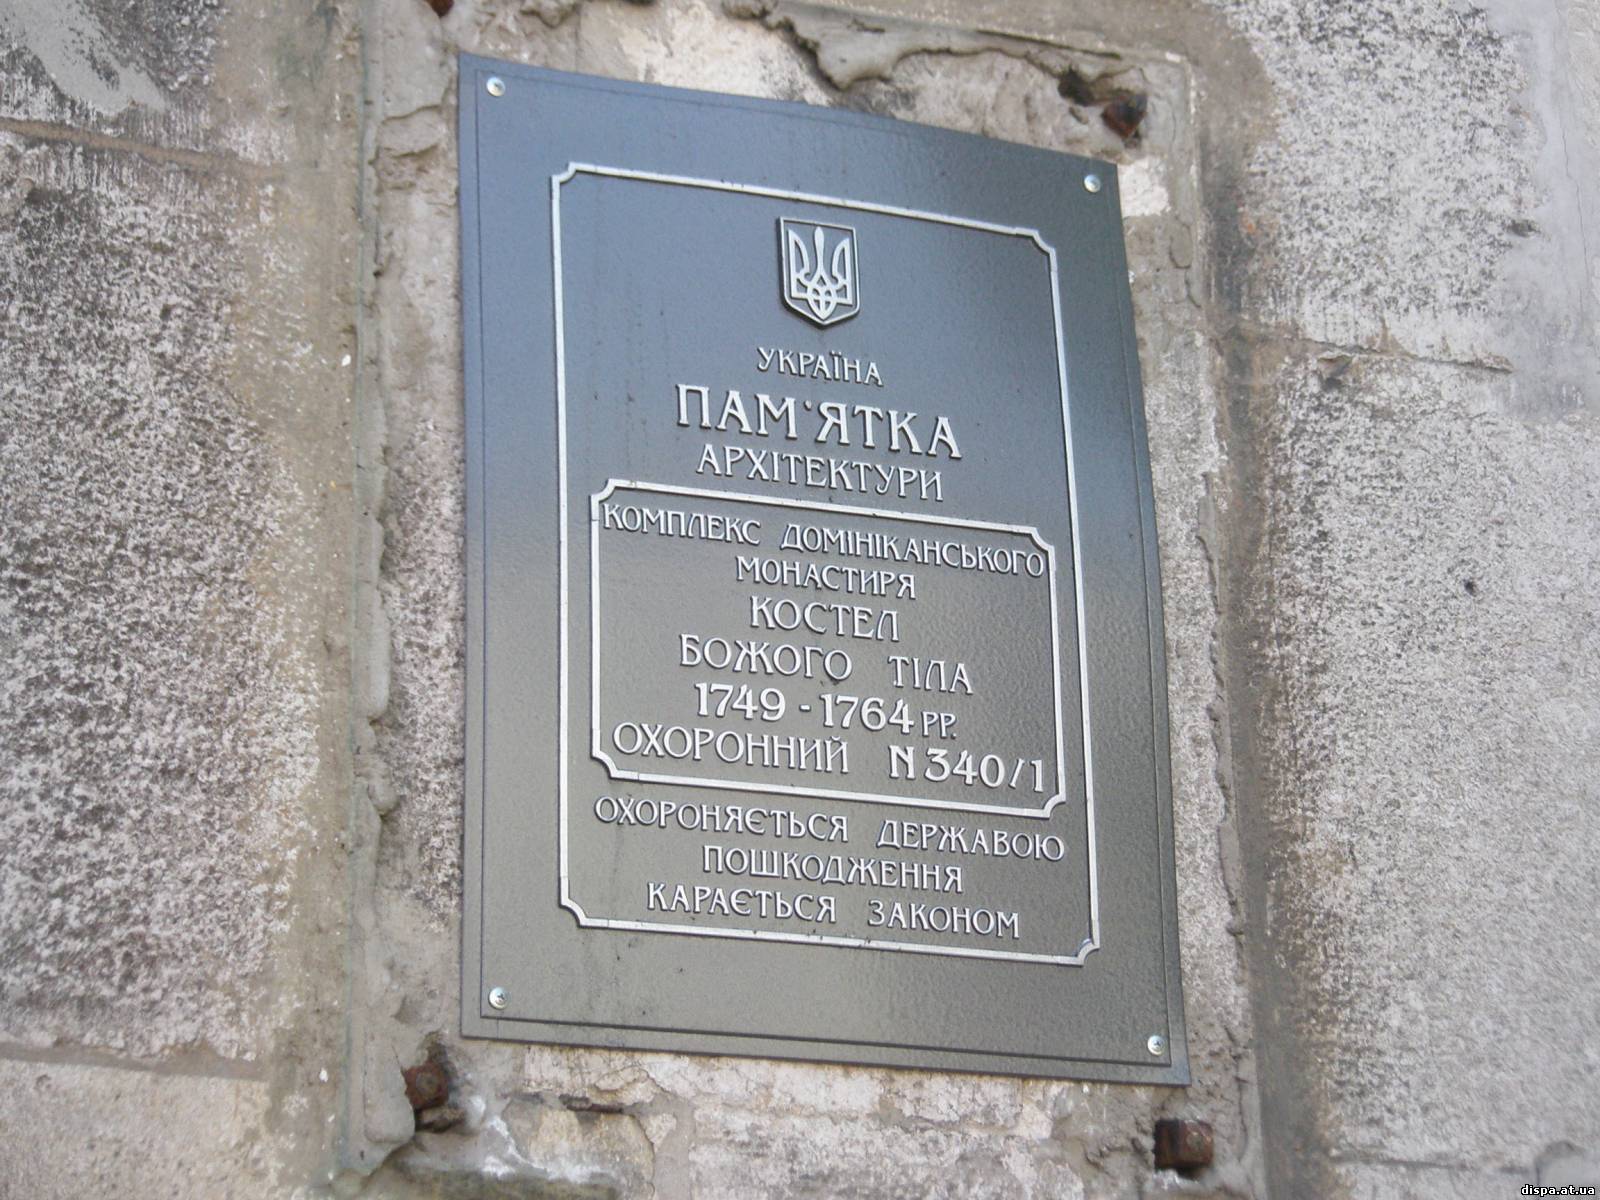 УКРАЇНА
ПАМ'ЯТКА
АРХІТЕКТУРИ
КОМПЛЕКС ДОМІНІКАНСЬКОГО
МОНАСТИРЯ
КОСТЕЛ
БОЖОГО ТІЛА
1749 - 1764 РР.
ОХОРОННИЙ N 340/1
ОХОРОНЯЄТЬСЯ ДЕРЖАВОЮ
ПОШКОДЖЕННЯ
КАРАЄТЬСЯ ЗАКОНОМ
dispa.at.ua